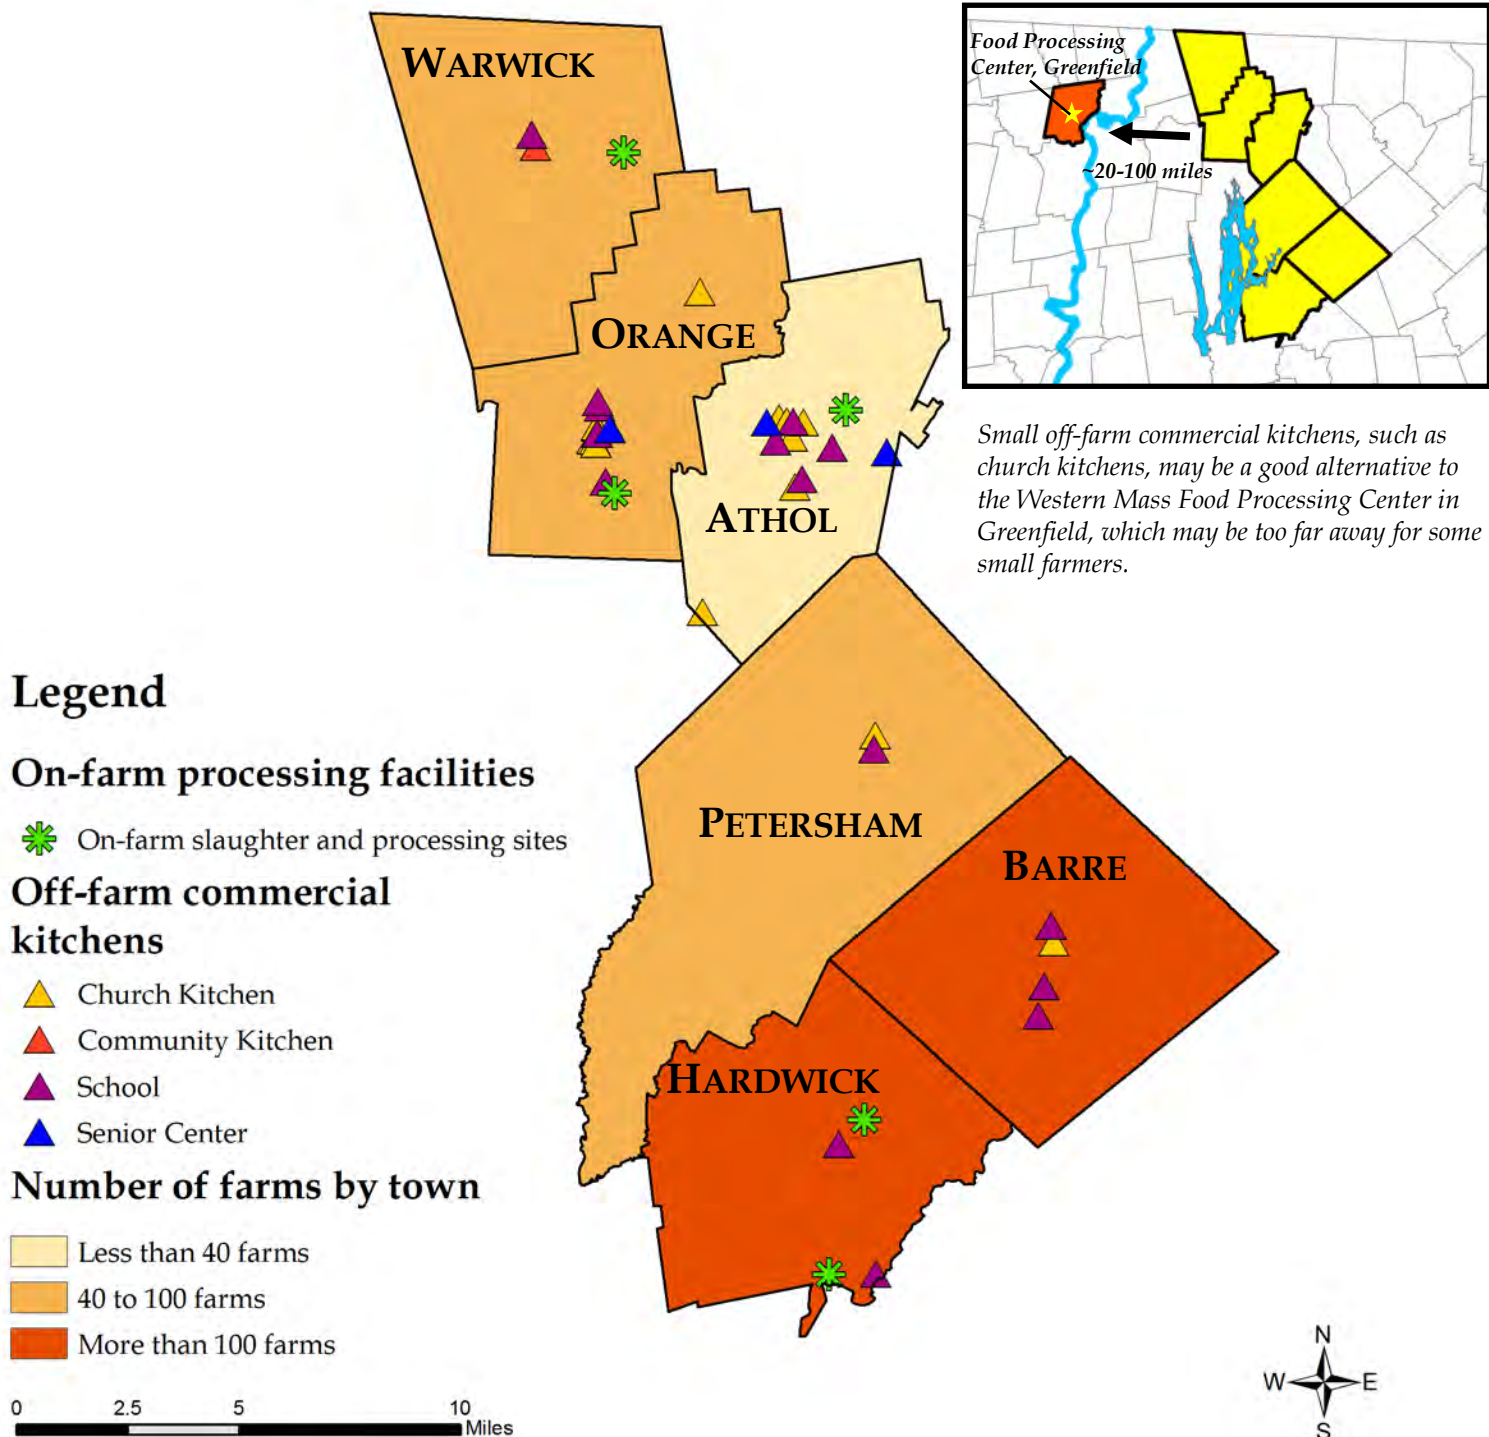 WARWICK
ORANGE
ATHOL
PETERSHAM
BARRE
HARDWICK
Food Processing
Center, Greenfield
~20-100 miles
Small off-farm commercial kitchens, such as
church kitchens, may be a good alternative to
the Western Mass Food Processing Center in
Greenfield, which may be too far away for some
small farmers.
Legend
On-farm processing facilities
On-farm slaughter and processing sites
Off-farm commercial
kitchens
Church Kitchen
Community Kitchen
School
Senior Center
Number of farms by town
Less than 40 farms
40 to 100 farms
More than 100 farms
0 2.5 5 10
Miles
N
W E
S